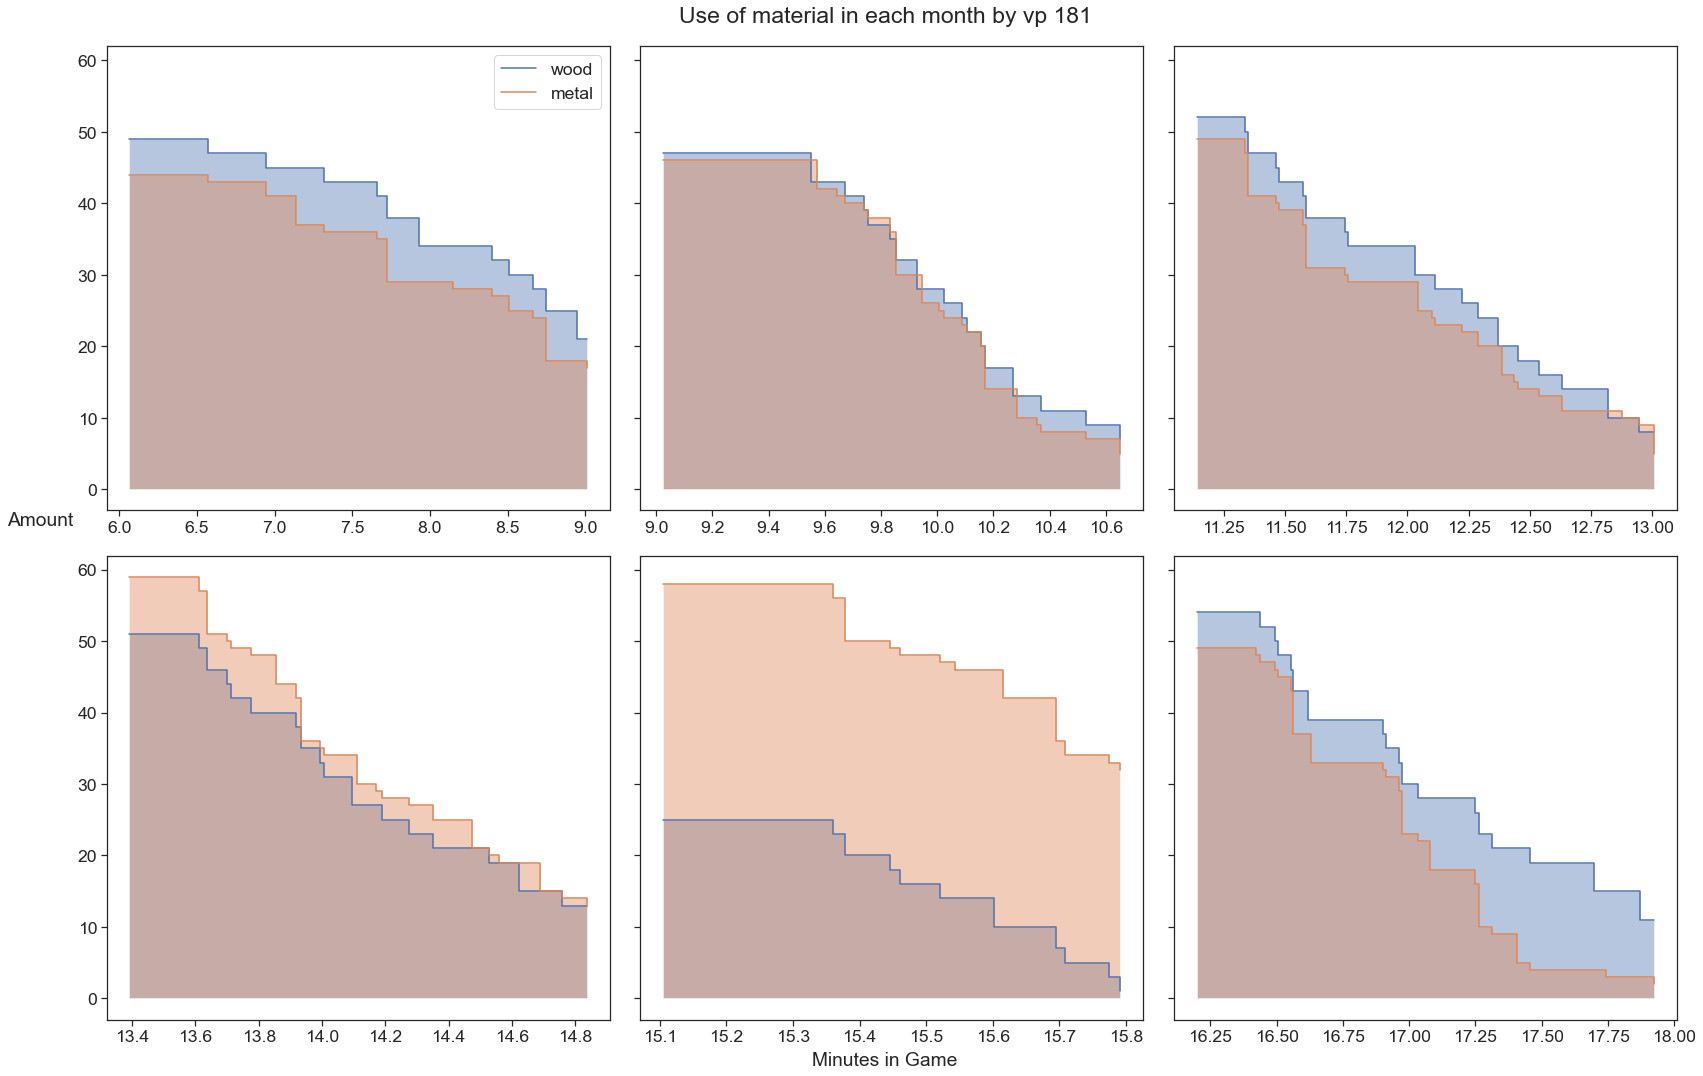 Use of material in each month by vp 181
wood
metal
60
50
40
30
20
10
0
6.0 6.5 7.0 7.5 8.0 8.5 9.0
9.0 9.2 9.4 9.6 9.8 10.0 10.2 10.4 10.6
11.25 11.50 11.75 12.00 12.25 12.50 12.75 13.00
Amount
60
50
40
30
20
10
0
13.4 13.6 13.8 14.0 14.2 14.4 14.6 14.8
15.1 15.2 15.3 15.4 15.5 15.6 15.7 15.8
16.25 16.50 16.75 17.00 17.25 17.50 17.75 18.00
Minutes in Game